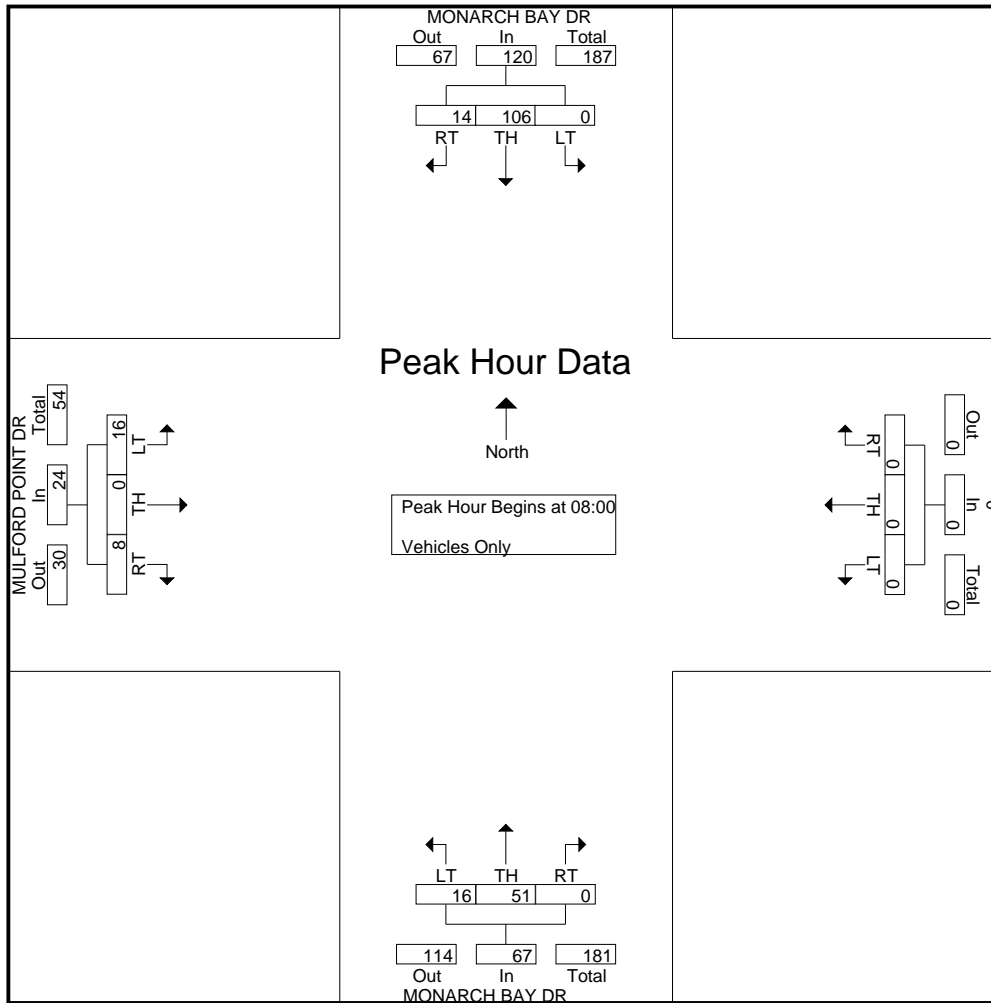 MONARCH BAY DR
Out In Total
67 120 187
14 106 0
RT TH LT
Peak Hour Data
North
Peak Hour Begins at 08:00
Vehicles Only
MULFORD POINT DR
Out In Total
30 24 54
16 0 8
LT TH RT
Out In Total
0 0 0
RT TH LT
0 0 0
LT TH RT
16 51 0
114 67 181
Out In Total
MONARCH BAY DR